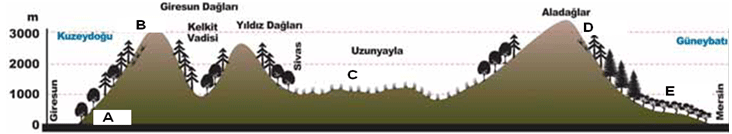 Giresun Dağları
Aladağlar
m
B
Kelkit
Vadisi
Yıldız Dağları
D
3000
Kuzeydoğu
Güneybatı
Sivas
Uzunyayla
2000
C
1000
E
Giresun
A
Mersin
0